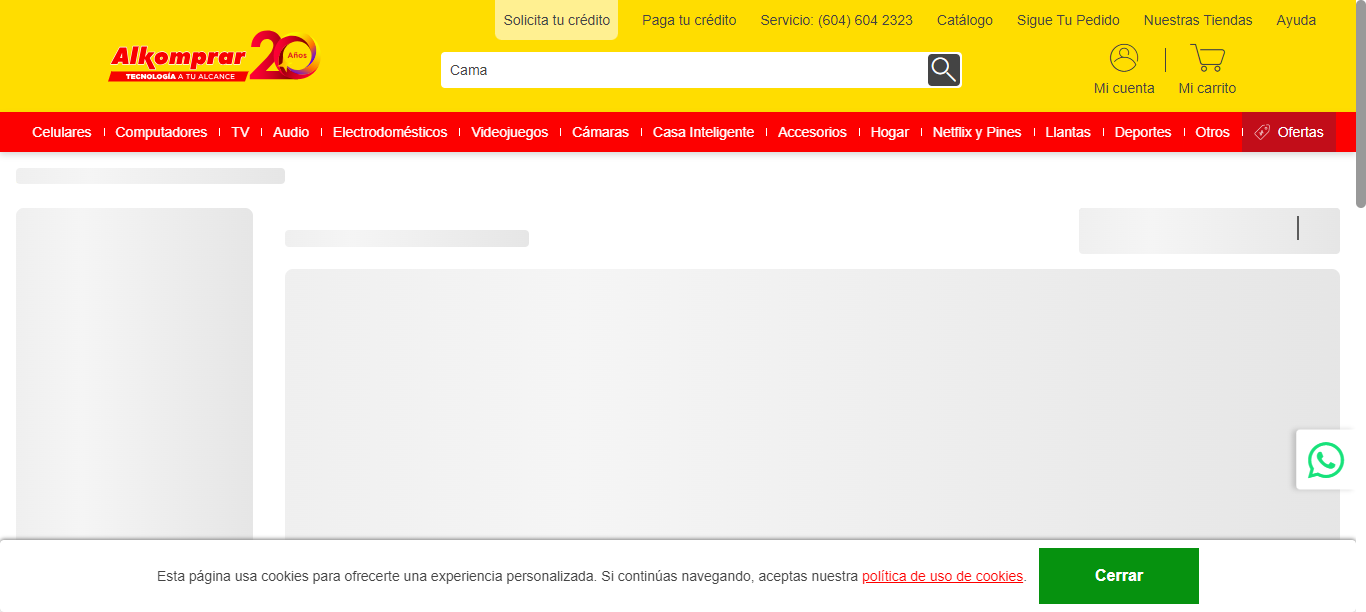 Solicita tu crédito Paga tu crédito Servicio: (604) 604 2323 Catálogo Sigue Tu Pedido Nuestras Tiendas Ayuda
Alkomprar 20 Años
TECNOLOGÍA A TU ALCANCE
Cama
Mi cuenta Mi carrito
Celulares Computadores TV Audio Electrodomésticos Videojuegos Cámaras Casa Inteligente Accesorios Hogar Netflix y Pines Llantas Deportes Otros Ofertas
Esta página usa cookies para ofrecerte una experiencia personalizada. Si continúas navegando, aceptas nuestra política de uso de cookies.
Cerrar